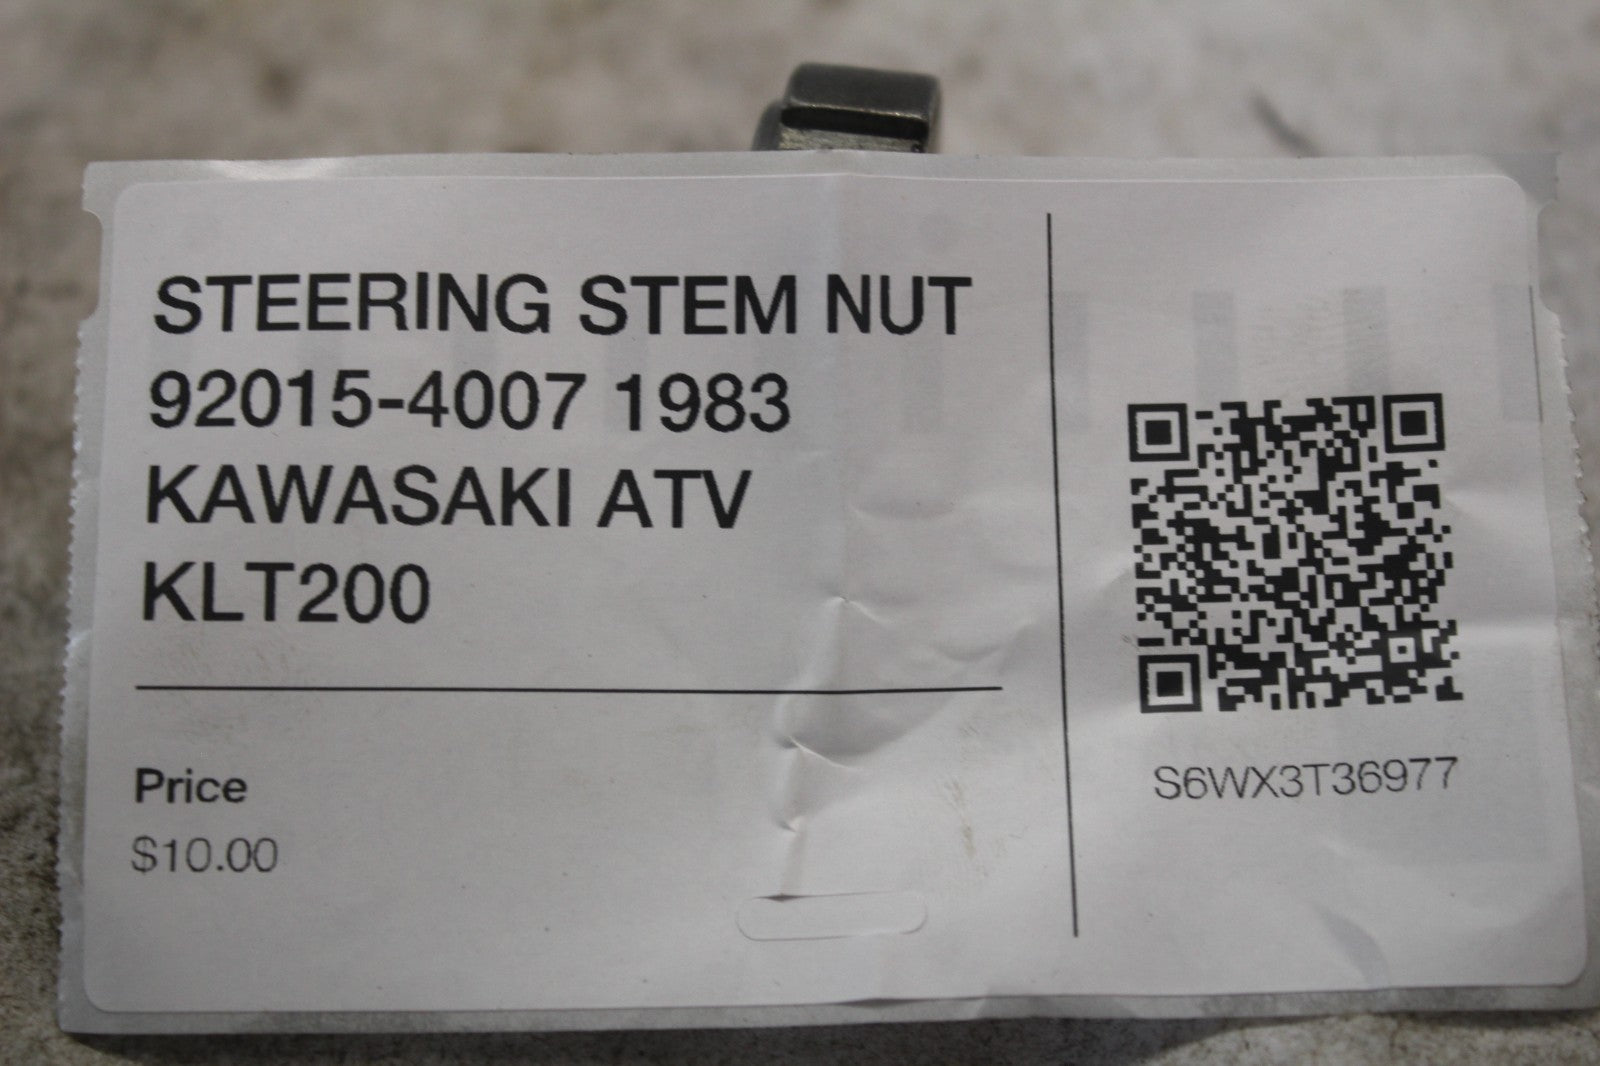 STEERING STEM NUT
92015-4007 1983
KAWASAKI ATV
KLT200
Price
$10.00
S6WX3T36977